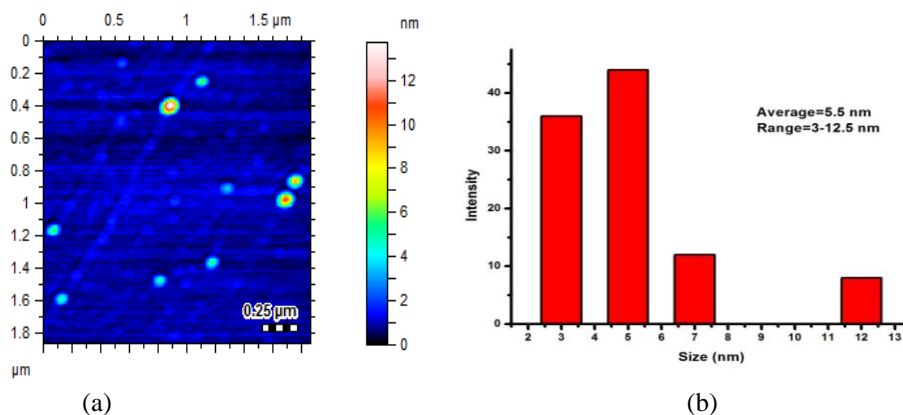 0 0.5 1 1.5 µm
nm
0
0.2
0.4
0.6
0.8
1
1.2
1.4
1.6
1.8
µm
0.25 µm
12
10
8
6
4
2
0
Intensity
40
30
20
10
0
Average=5.5 nm
Range=3-12.5 nm
2 3 4 5 6 7 8 9 10 11 12 13
Size (nm)
(a) (b)